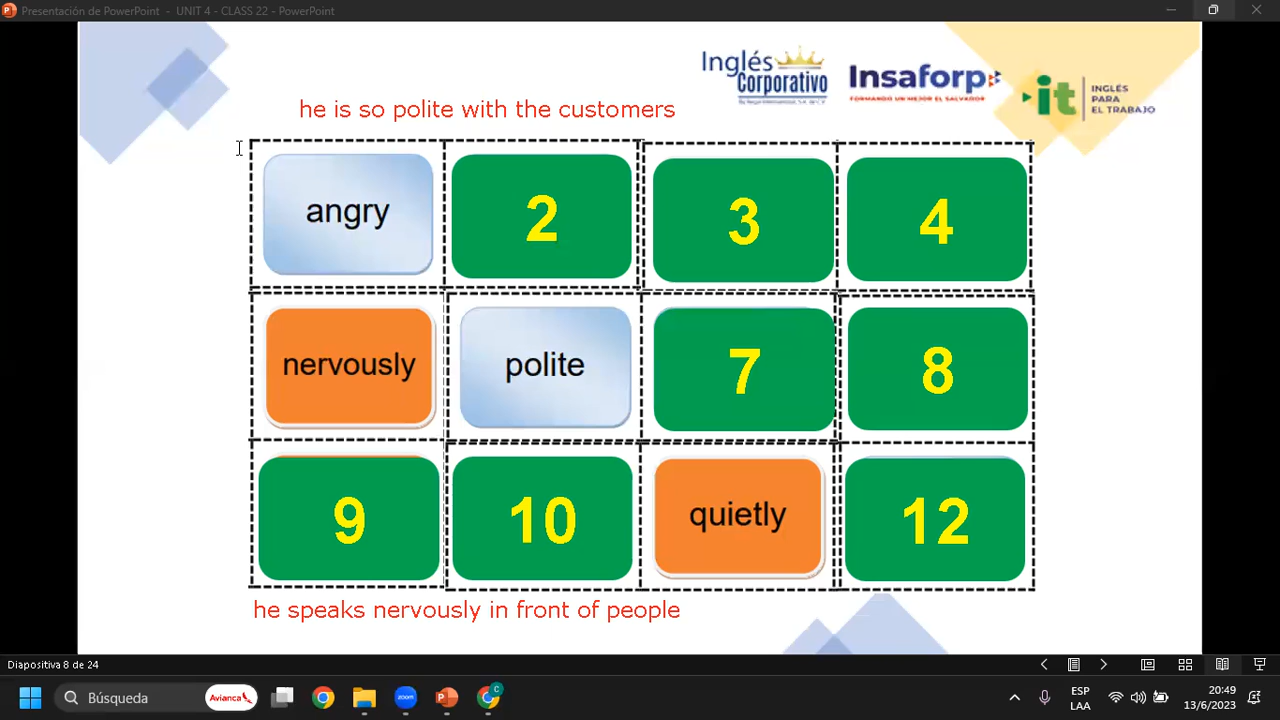 Presentación de PowerPoint - UNIT 4 - CLASS 22 - PowerPoint
Inglés
Corporativo
Insaforp
FORMANDO UN MEJOR EL SALVADOR
it
INGLÉS
PARA
EL TRABAJO
he is so polite with the customers
angry
2
3
4
nervously
polite
7
8
9
10
quietly
12
he speaks nervously in front of people
Diapositiva 8 de 24
Búsqueda
Avianca
zoom
C
ESP
LAA
20:49
13/6/2023